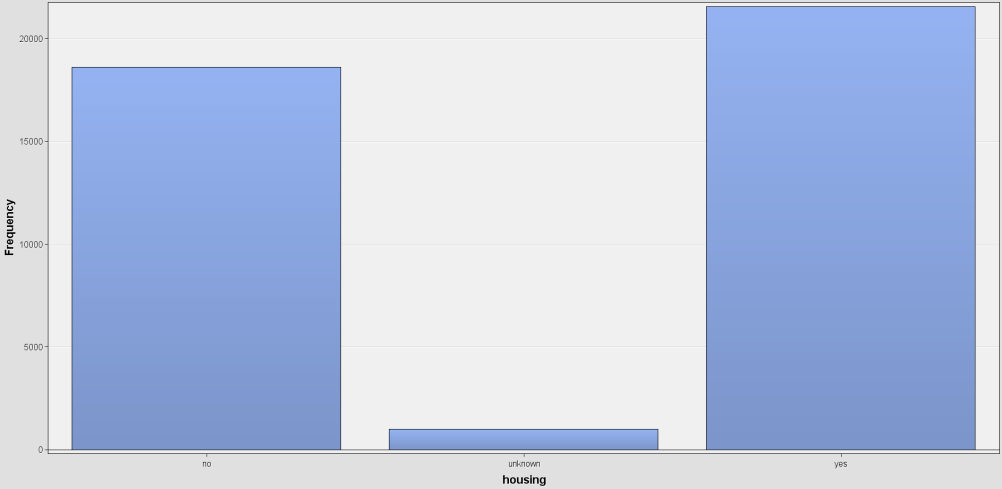 Frequency
20000
15000
10000
5000
0
no
unknown
yes
housing